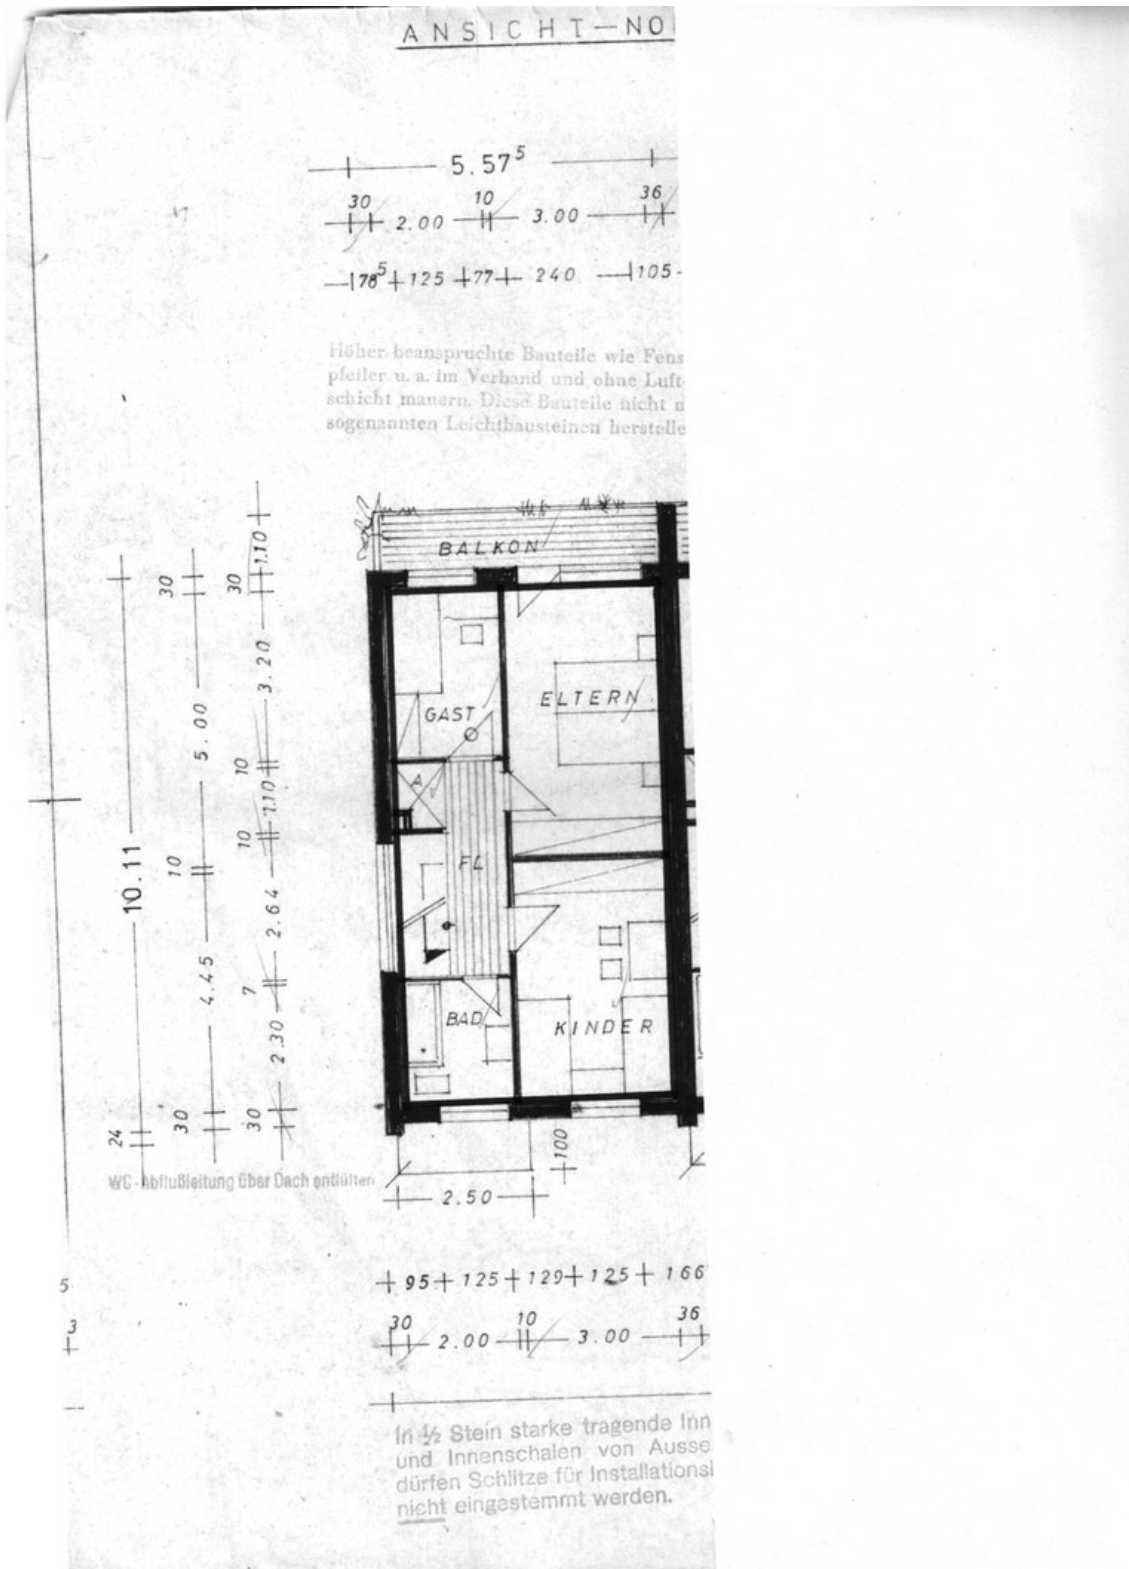 ANSICHT-NO
5.57⁵
30 2.00 10 3.00 36
78⁵ 125 77 240 105
Höher beanspruchte Bauteile wie Fens
pfeiler u. a. im Verband und ohne Luft-
schicht mauern. Diese Bauteile nicht m
sogenannten Leichtbausteinen herstelle
BALKON
GAST
ELTERN
A
FL
BAD
KINDER
1.10
30
3.20
10
1.10
10
2.64
7
2.30
30
30
5.00
10
4.45
30
10.11
24
100
WC-Abflußleitung über Dach entlüften
2.50
95 125 129 125 166
30 2.00 10 3.00 36
5
3
In ½ Stein starke tragende Inn
und Innenschalen von Ausse
dürfen Schlitze für Installationsl
nicht eingestemmt werden.